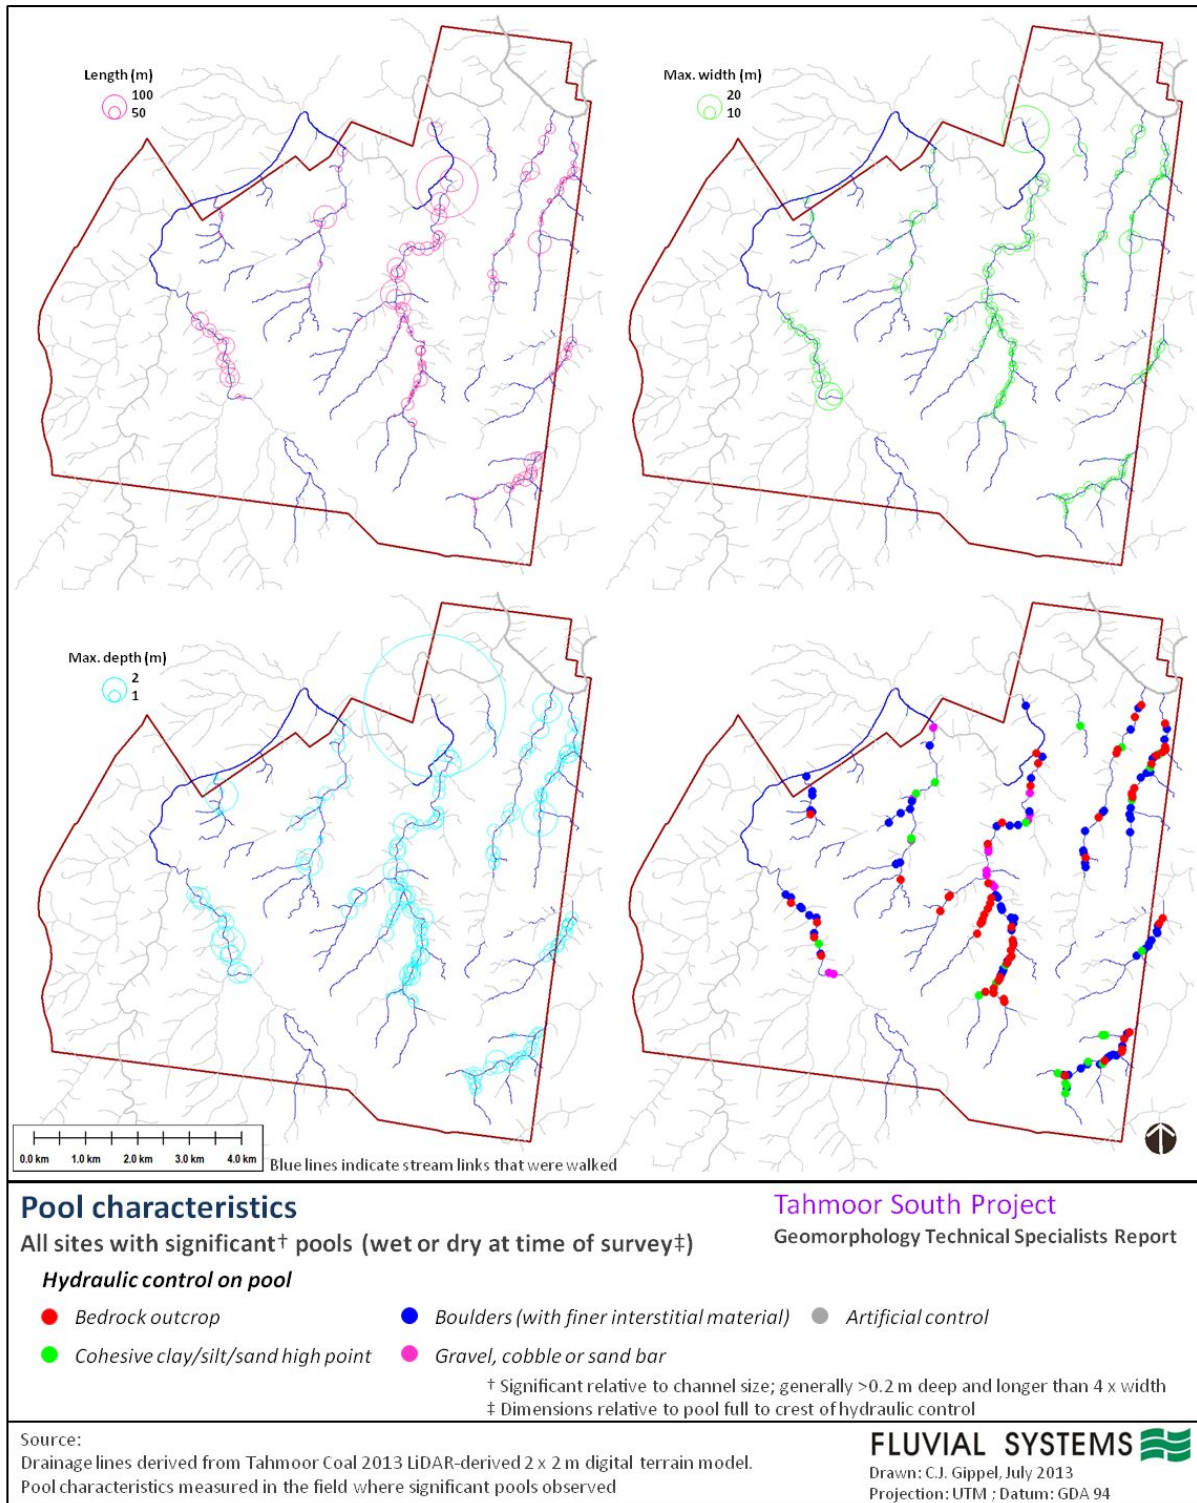 Length (m)
100
50
Max. width (m)
20
10
Max. depth (m)
2
1
0.0 km 1.0 km 2.0 km 3.0 km 4.0 km
Blue lines indicate stream links that were walked
Pool characteristics
Tahmoor South Project
All sites with significant† pools (wet or dry at time of survey‡)
Geomorphology Technical Specialists Report
Hydraulic control on pool
Bedrock outcrop
Boulders (with finer interstitial material)
Artificial control
Cohesive clay/silt/sand high point
Gravel, cobble or sand bar
† Significant relative to channel size; generally >0.2 m deep and longer than 4 x width
‡ Dimensions relative to pool full to crest of hydraulic control
Source:
Drainage lines derived from Tahmoor Coal 2013 LiDAR-derived 2 x 2 m digital terrain model.
Pool characteristics measured in the field where significant pools observed
FLUVIAL SYSTEMS
Drawn: C.J. Gippel, July 2013
Projection: UTM ; Datum: GDA 94